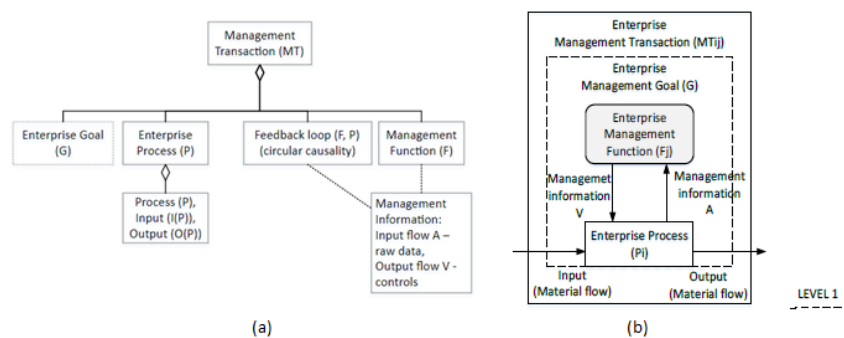 Management
Transaction (MT)
Enterprise Goal
(G)
Enterprise
Process (P)
Feedback loop (F, P)
(circular causality)
Management
Function (F)
Process (P),
Input (I(P)),
Output (O(P))
Management
Information:
Input flow A –
raw data,
Output flow V -
controls
(a)
Enterprise
Management Transaction (MTij)
Enterprise
Management Goal (G)
Enterprise
Management
Function (Fj)
Managemet
information
V
Management
information
A
Enterprise Process
(Pi)
Input
(Material flow)
Output
(Material flow)
LEVEL 1
(b)